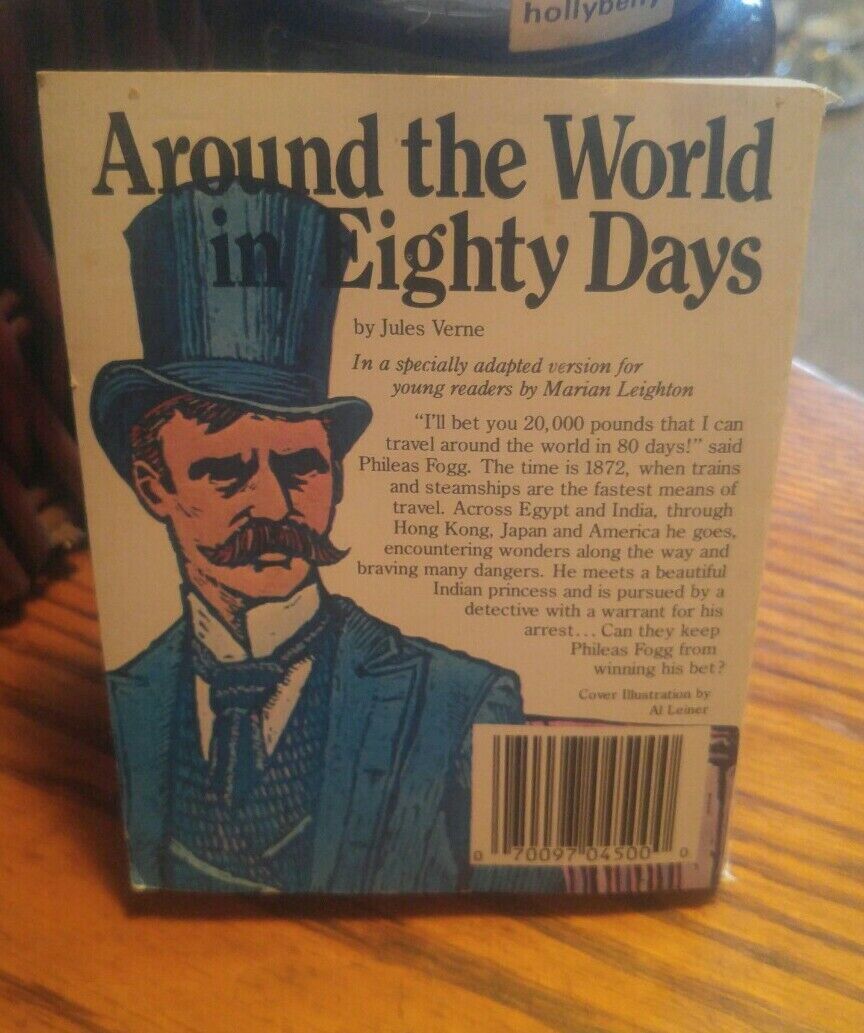 hollyberry
Around the World
in Eighty Days
by Jules Verne
In a specially adapted version for
young readers by Marian Leighton
“I’ll bet you 20,000 pounds that I can
travel around the world in 80 days!” said
Phileas Fogg. The time is 1872, when trains
and steamships are the fastest means of
travel. Across Egypt and India, through
Hong Kong, Japan and America he goes,
encountering wonders along the way and
braving many dangers. He meets a beautiful
Indian princess and is pursued by a
detective with a warrant for his
arrest... Can they keep
Phileas Fogg from
winning his bet?
Cover Illustration by
Al Leiner
0 70097 04500 0